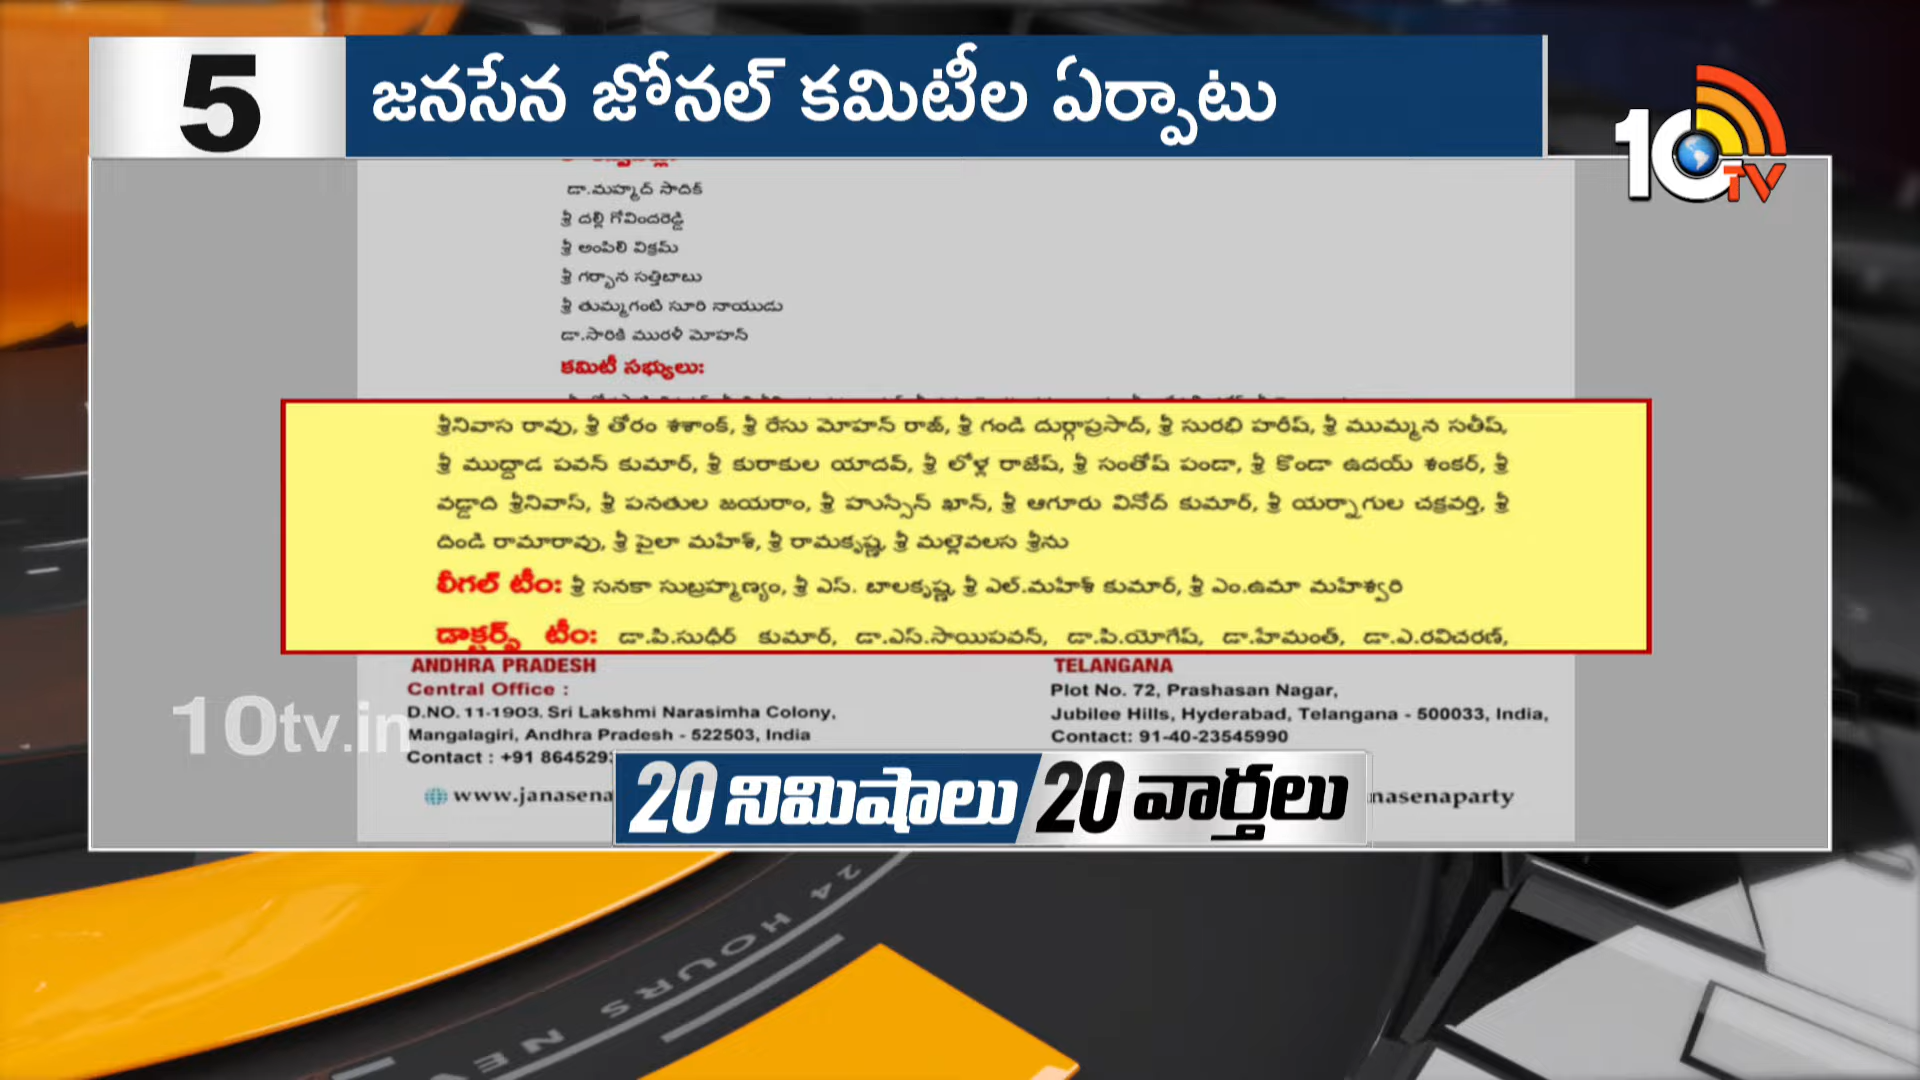 5
జనసేన జోనల్ కమిటీల ఏర్పాటు
10TV
డా.మహ్మద్ సాదిక్
శ్రీ దల్లి గోవిందరెడ్డి
శ్రీ అంపిలి విక్రమ్
శ్రీ గర్భాన సత్తిబాబు
శ్రీ తుమ్మగంటి సూరి నాయుడు
డా.సారికి మురళీ మోహన్
కమిటీ సభ్యులు:
శ్రీనివాస రావు, శ్రీ తోరం శశాంక్, శ్రీ రేసు మోహన్ రాజ్, శ్రీ గండి దుర్గాప్రసాద్, శ్రీ సురభి హరీష్, శ్రీ ముమ్మన సతీష్,
శ్రీ ముద్దాడ పవన్ కుమార్, శ్రీ కురాకుల యాదవ్, శ్రీ లోళ్ల రాజేష్, శ్రీ సంతోష్ పండా, శ్రీ కొండా ఉదయ్ శంకర్, శ్రీ
వడ్డాది శ్రీనివాస్, శ్రీ పనతుల జయరాం, శ్రీ హుస్సేన్ ఖాన్, శ్రీ ఆగూరు వినోద్ కుమార్, శ్రీ యర్నాగుల చక్రవర్తి, శ్రీ
దిండి రామారావు, శ్రీ పైలా మహేశ్, శ్రీ రామకృష్ణ, శ్రీ మల్లెవలస శ్రీను
లీగల్ టీం: శ్రీ సనకా సుబ్రహ్మణ్యం, శ్రీ ఎస్. బాలకృష్ణ, శ్రీ ఎల్.మహేశ్ కుమార్, శ్రీ ఎం.ఉమా మహేశ్వరి
డాక్టర్స్ టీం: డా.పి.సుధీర్ కుమార్, డా.ఎస్.సాయిపవన్, డా.పి.యోగేష్, డా.హేమంత్, డా.ఎ.రవిచరణ్,
ANDHRA PRADESH
Central Office :
D.NO. 11-1903. Sri Lakshmi Narasimha Colony,
Mangalagiri, Andhra Pradesh - 522503, India
Contact : +91 864529
TELANGANA
Plot No. 72, Prashasan Nagar,
Jubilee Hills, Hyderabad, Telangana - 500033, India,
Contact: 91-40-23545990
www.janasena
nasenaparty
10tv.in
20 నిమిషాలు 20 వార్తలు
24 HOURS NEW